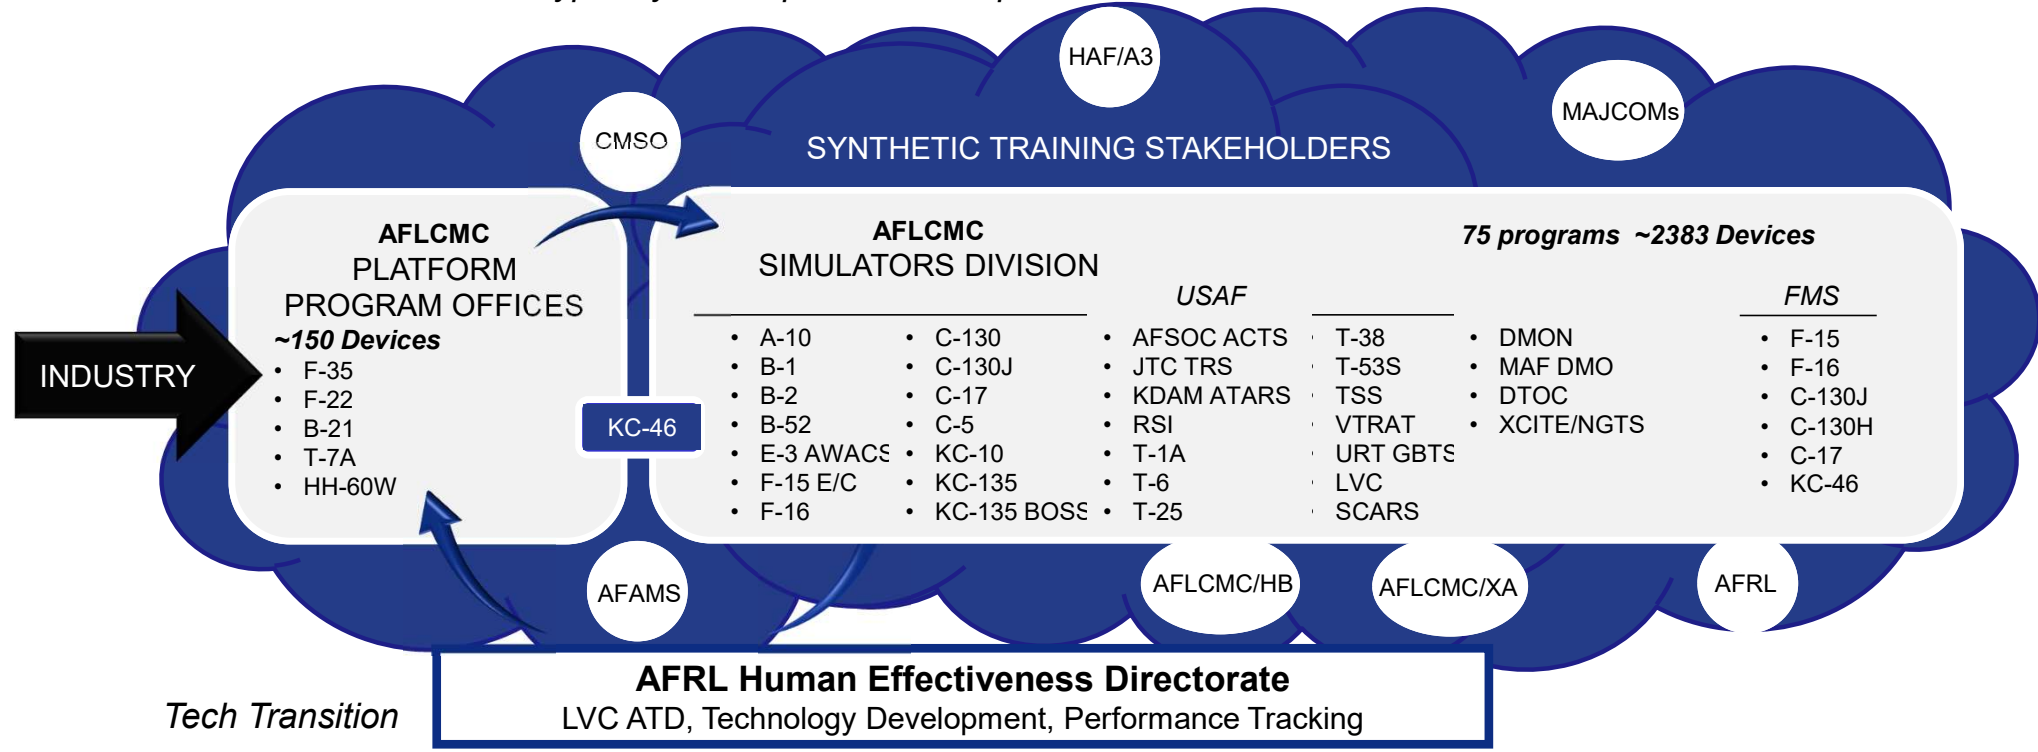 HAF/A3
MAJCOMs
CMSO
SYNTHETIC TRAINING STAKEHOLDERS
AFLCMC
PLATFORM
PROGRAM OFFICES
~150 Devices
• F-35
• F-22
• B-21
• T-7A
• HH-60W
INDUSTRY
KC-46
AFLCMC
SIMULATORS DIVISION
75 programs ~2383 Devices
USAF
• A-10
• B-1
• B-2
• B-52
• E-3 AWACS
• F-15 E/C
• F-16
• C-130
• C-130J
• C-17
• C-5
• KC-10
• KC-135
• KC-135 BOSS
• AFSOC ACTS
• JTC TRS
• KDAM ATARS
• RSI
• T-1A
• T-6
• T-25
• T-38
• T-53S
• TSS
• VTRAT
• URT GBTS
• LVC
• SCARS
• DMON
• MAF DMO
• DTOC
• XCITE/NGTS
FMS
• F-15
• F-16
• C-130J
• C-130H
• C-17
• KC-46
AFAMS
AFLCMC/HB
AFLCMC/XA
AFRL
Tech Transition
AFRL Human Effectiveness Directorate
LVC ATD, Technology Development, Performance Tracking